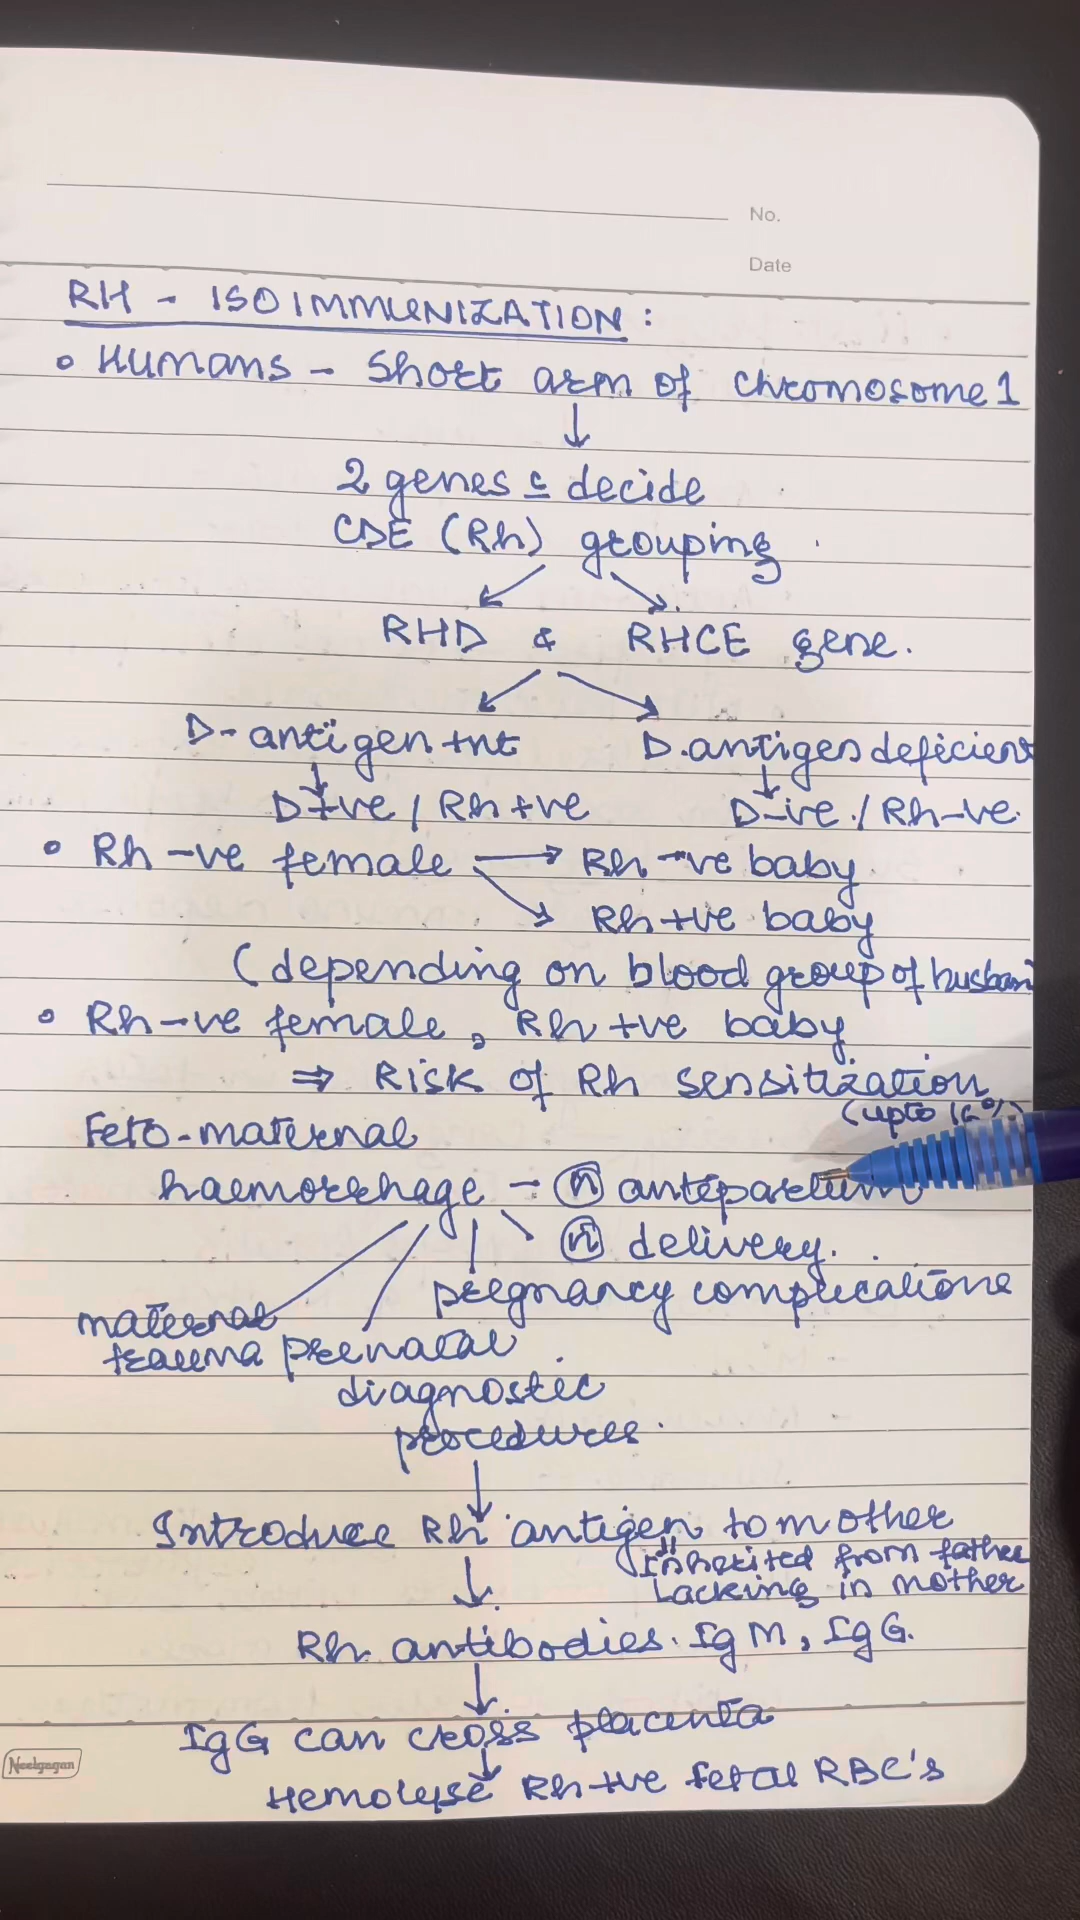 No.
Date
RH - ISOIMMUNIZATION :
• Humans - Short arm of chromosome 1
↓
2 genes c̄ decide
CDE (Rh) grouping
RHD & RHCE gene.
D-antigen +nt D.antigen deficient
↓ ↓
D+ve / Rh +ve D-ve / Rh-ve.
• Rh -ve female → Rh -ve baby
Rh +ve baby
(depending on blood group of husban
• Rh-ve female, Rh +ve baby
⇒ Risk of Rh sensitization
(upto
Feto-maternal
haemorrhage - (n) antepartum
(n) delivery.
pregnancy complications
maternal
trauma prenatal
diagnostic
procedures.
↓
Introduce Rh antigen to mother
Inherited from father
Lacking in mother
↓
Rh antibodies. IgM, IgG.
↓
IgG can cross placenta
↓
Hemolyse Rh+ve fetal RBC's
Neelgagan